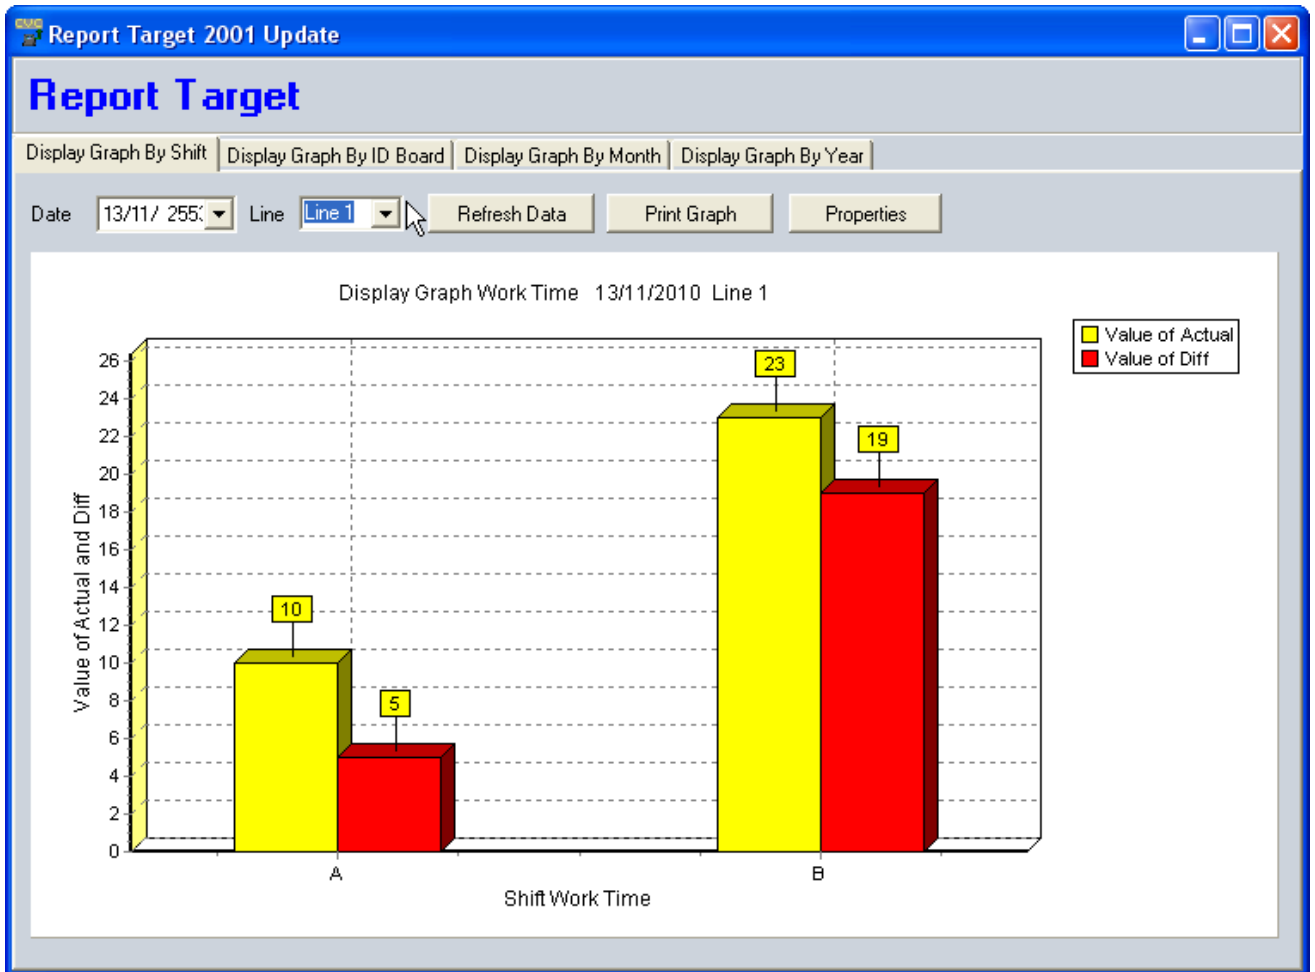 Report Target 2001 Update
Report Target
Display Graph By Shift Display Graph By ID Board Display Graph By Month Display Graph By Year
Date 13/11/ 2553 Line Line 1 Refresh Data Print Graph Properties
Display Graph Work Time 13/11/2010 Line 1
Value of Actual
Value of Diff
Value of Actual and Diff
26
24
22
20
18
16
14
12
10
8
6
4
2
0
10
5
23
19
A B
Shift Work Time